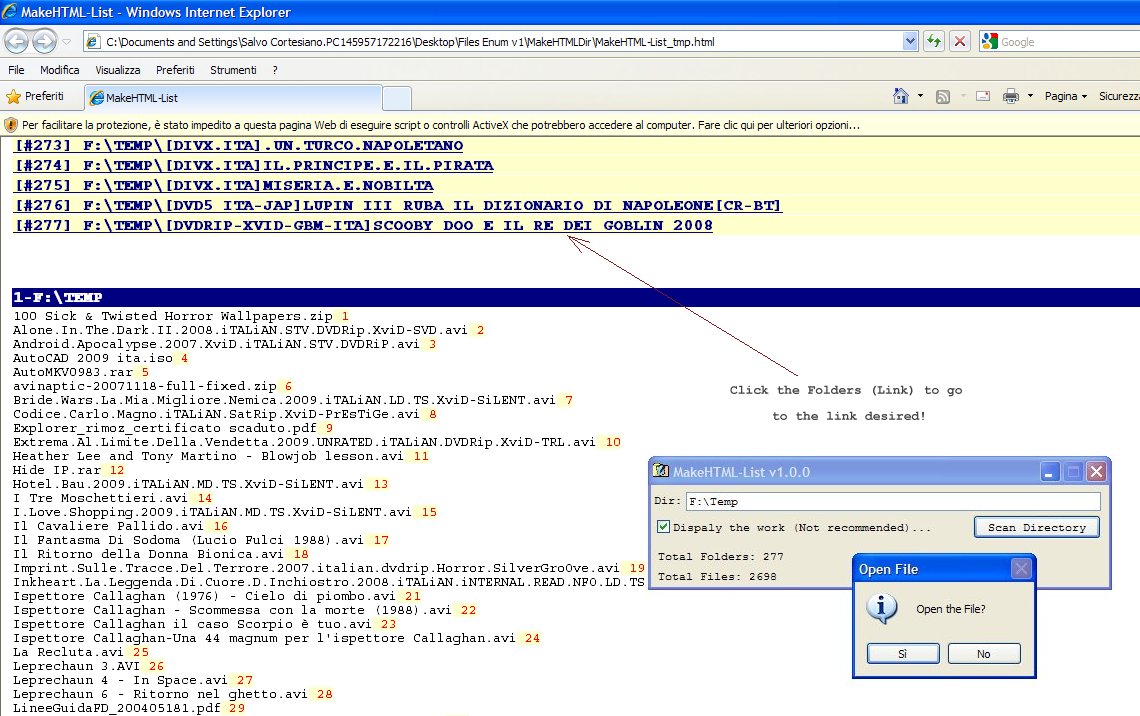 MakeHTML-List - Windows Internet Explorer
C:\Documents and Settings\Salvo Cortesiano.PC145957172216\Desktop\Files Enum v1\MakeHTMLDir\MakeHTML-List_tmp.html
Google
File Modifica Visualizza Preferiti Strumenti ?
Preferiti MakeHTML-List Pagina Sicurezza
Per facilitare la protezione, è stato impedito a questa pagina Web di eseguire script o controlli ActiveX che potrebbero accedere al computer. Fare clic qui per ulteriori opzioni...
[#273] F:\TEMP\[DIVX.ITA].UN.TURCO.NAPOLETANO
[#274] F:\TEMP\[DIVX.ITA]IL.PRINCIPE.E.IL.PIRATA
[#275] F:\TEMP\[DIVX.ITA]MISERIA.E.NOBILTA
[#276] F:\TEMP\[DVD5 ITA-JAP]LUPIN III RUBA IL DIZIONARIO DI NAPOLEONE[CR-BT]
[#277] F:\TEMP\[DVDRIP-XVID-GBM-ITA]SCOOBY DOO E IL RE DEI GOBLIN 2008
1-F:\TEMP
100 Sick & Twisted Horror Wallpapers.zip 1
Alone.In.The.Dark.II.2008.iTALiAN.STV.DVDRip.XviD-SVD.avi 2
Android.Apocalypse.2007.XviD.iTALiAN.STV.DVDRiP.avi 3
AutoCAD 2009 ita.iso 4
AutoMKV0983.rar 5
avinaptic-20071118-full-fixed.zip 6
Bride.Wars.La.Mia.Migliore.Nemica.2009.iTALiAN.LD.TS.XviD-SiLENT.avi 7
Codice.Carlo.Magno.iTALiAN.SatRip.XviD-PrEsTiGe.avi 8
Explorer_rimoz_certificato scaduto.pdf 9
Extrema.Al.Limite.Della.Vendetta.2009.UNRATED.iTALiAN.DVDRip.XviD-TRL.avi 10
Heather Lee and Tony Martino - Blowjob lesson.avi 11
Hide IP.rar 12
Hotel.Bau.2009.iTALiAN.MD.TS.XviD-SiLENT.avi 13
I Tre Moschettieri.avi 14
I.Love.Shopping.2009.iTALiAN.MD.TS.XviD-SiLENT.avi 15
Il Cavaliere Pallido.avi 16
Il Fantasma Di Sodoma (Lucio Fulci 1988).avi 17
Il Ritorno della Donna Bionica.avi 18
Imprint.Sulle.Tracce.Del.Terrore.2007.italian.dvdrip.Horror.SilverGro0ve.avi 19
Inkheart.La.Leggenda.Di.Cuore.D.Inchiostro.2008.iTALiAN.iNTERNAL.READ.NFO.LD.TS
Ispettore Callaghan (1976) - Cielo di piombo.avi 21
Ispettore Callaghan - Scommessa con la morte (1988).avi 22
Ispettore Callaghan il caso Scorpio è tuo.avi 23
Ispettore Callaghan-Una 44 magnum per l'ispettore Callaghan.avi 24
La Recluta.avi 25
Leprechaun 3.AVI 26
Leprechaun 4 - In Space.avi 27
Leprechaun 6 - Ritorno nel ghetto.avi 28
LineeGuidaFD_200405181.pdf 29
Click the Folders (Link) to go
to the link desired!
MakeHTML-List v1.0.0
Dir: F:\Temp
Dispaly the work (Not recommended)... Scan Directory
Total Folders: 277
Total Files: 2698
Open File
Open the File?
Sì No